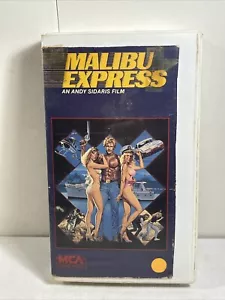 MALIBU
EXPRESS
AN ANDY SIDARIS FILM
MCA